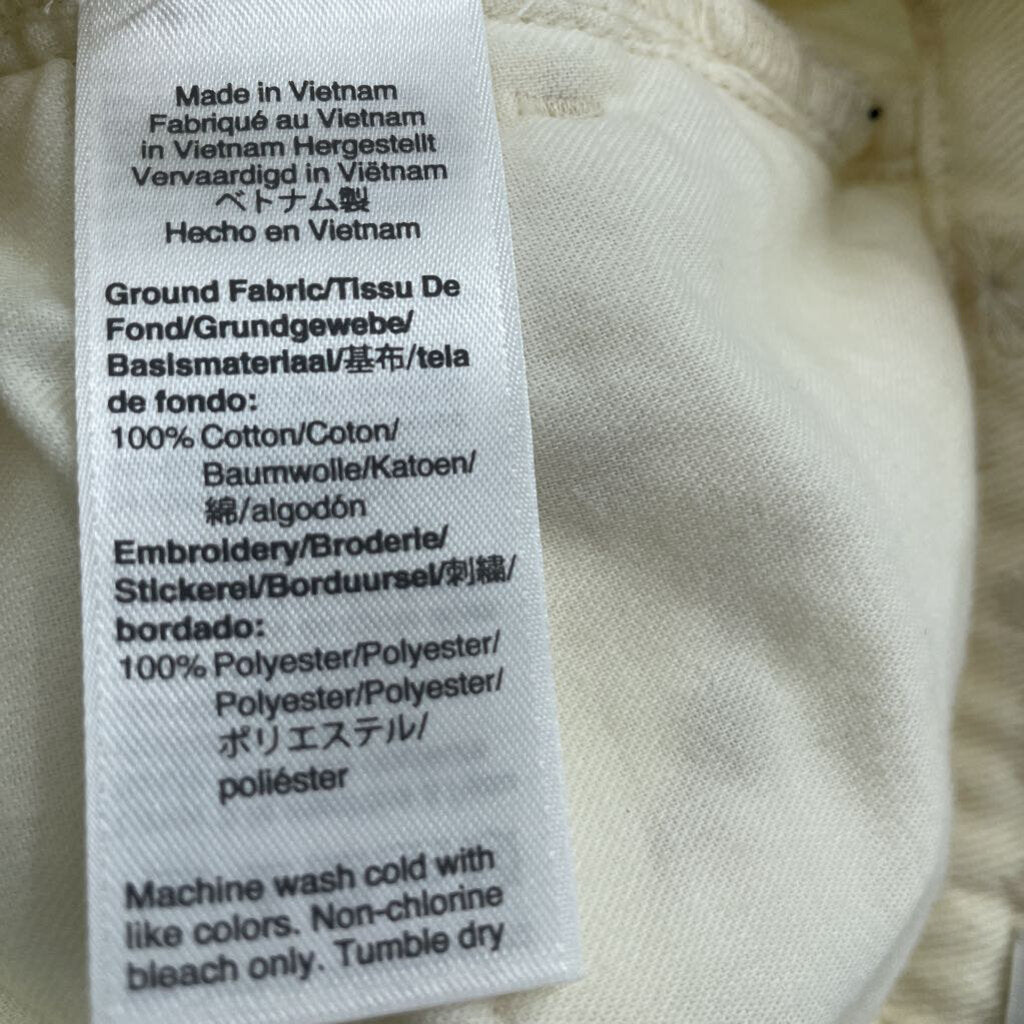 Made in Vietnam
Fabriqué au Vietnam
in Vietnam Hergestellt
Vervaardigd in Viëtnam
ベトナム製
Hecho en Vietnam
Ground Fabric/Tissu De
Fond/Grundgewebe/
Basismateriaal/基布/tela
de fondo:
100% Cotton/Coton/
Baumwolle/Katoen/
綿/algodón
Embroidery/Broderie/
Stickerei/Borduursel/刺繍/
bordado:
100% Polyester/Polyester/
Polyester/Polyester/
ポリエステル/
poliéster
Machine wash cold with
like colors. Non-chlorine
bleach only. Tumble dry